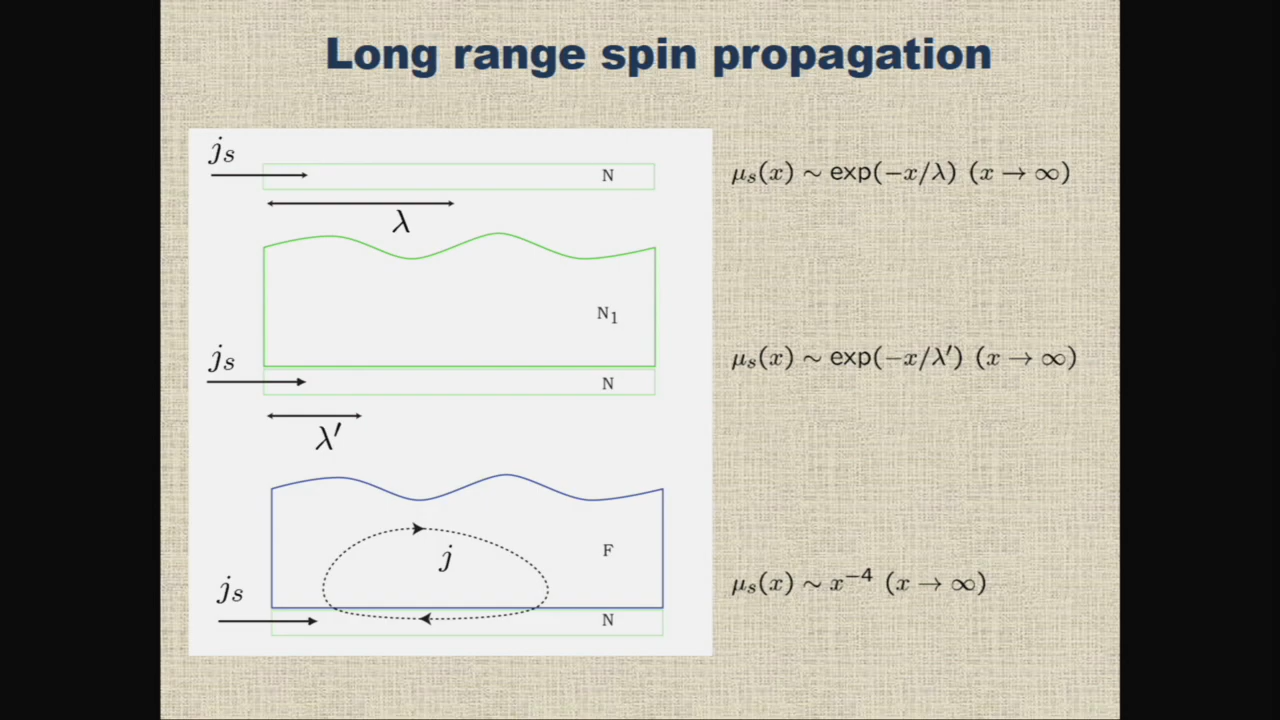 Long range spin propagation
j_s
N
μ_s(x) ∼ exp(−x/λ) (x → ∞)
λ
N_1
j_s
μ_s(x) ∼ exp(−x/λ′) (x → ∞)
N
λ′
j
F
j_s
μ_s(x) ∼ x^{−4} (x → ∞)
N